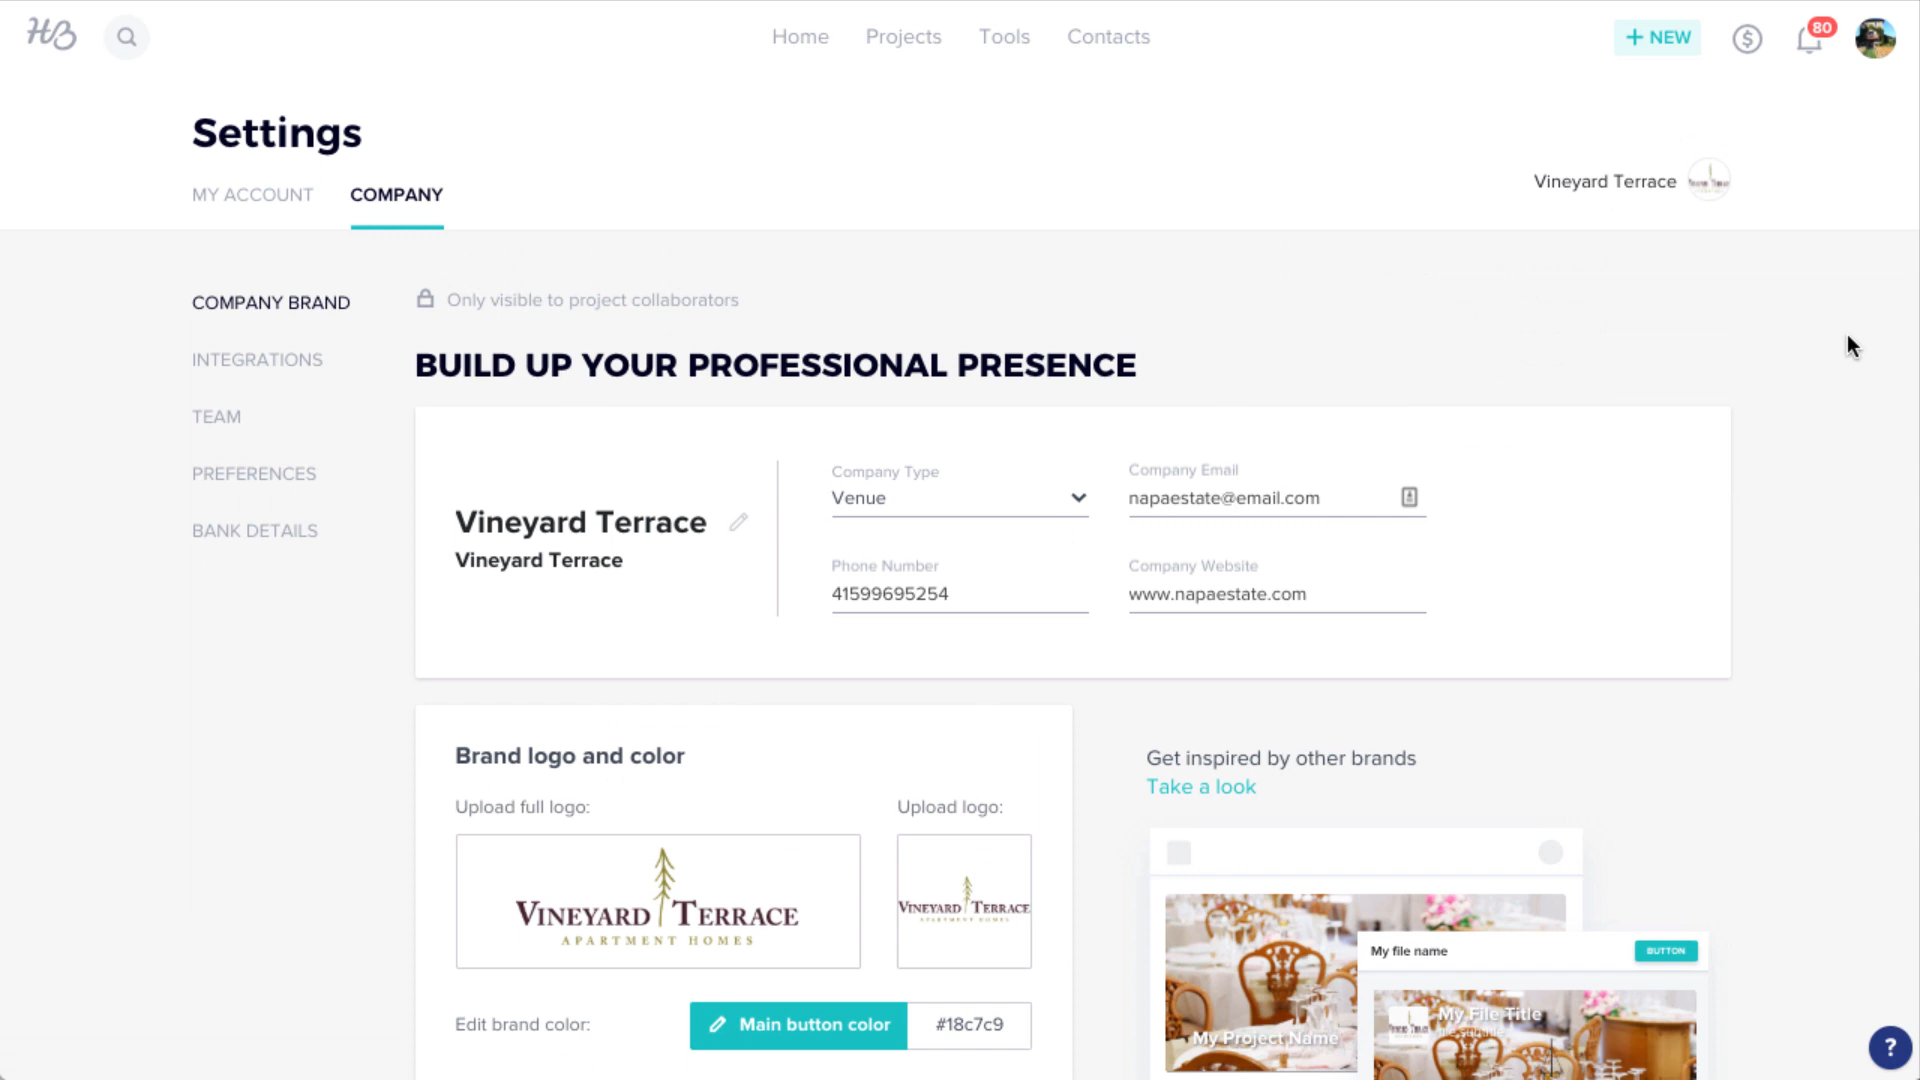 HB
Home
Projects
Tools
Contacts
+ NEW
$
80
Settings
MY ACCOUNT
COMPANY
Vineyard Terrace
COMPANY BRAND
INTEGRATIONS
TEAM
PREFERENCES
BANK DETAILS
Only visible to project collaborators
BUILD UP YOUR PROFESSIONAL PRESENCE
Vineyard Terrace
Vineyard Terrace
Company Type
Venue
Company Email
napaestate@email.com
Phone Number
41599695254
Company Website
www.napaestate.com
Brand logo and color
Upload full logo:
VINEYARD TERRACE
APARTMENT HOMES
Upload logo:
VINEYARD TERRACE
APARTMENT HOMES
Edit brand color:
Main button color
#18c7c9
Get inspired by other brands
Take a look
My Project Name
My file name
BUTTON
My File Title
?